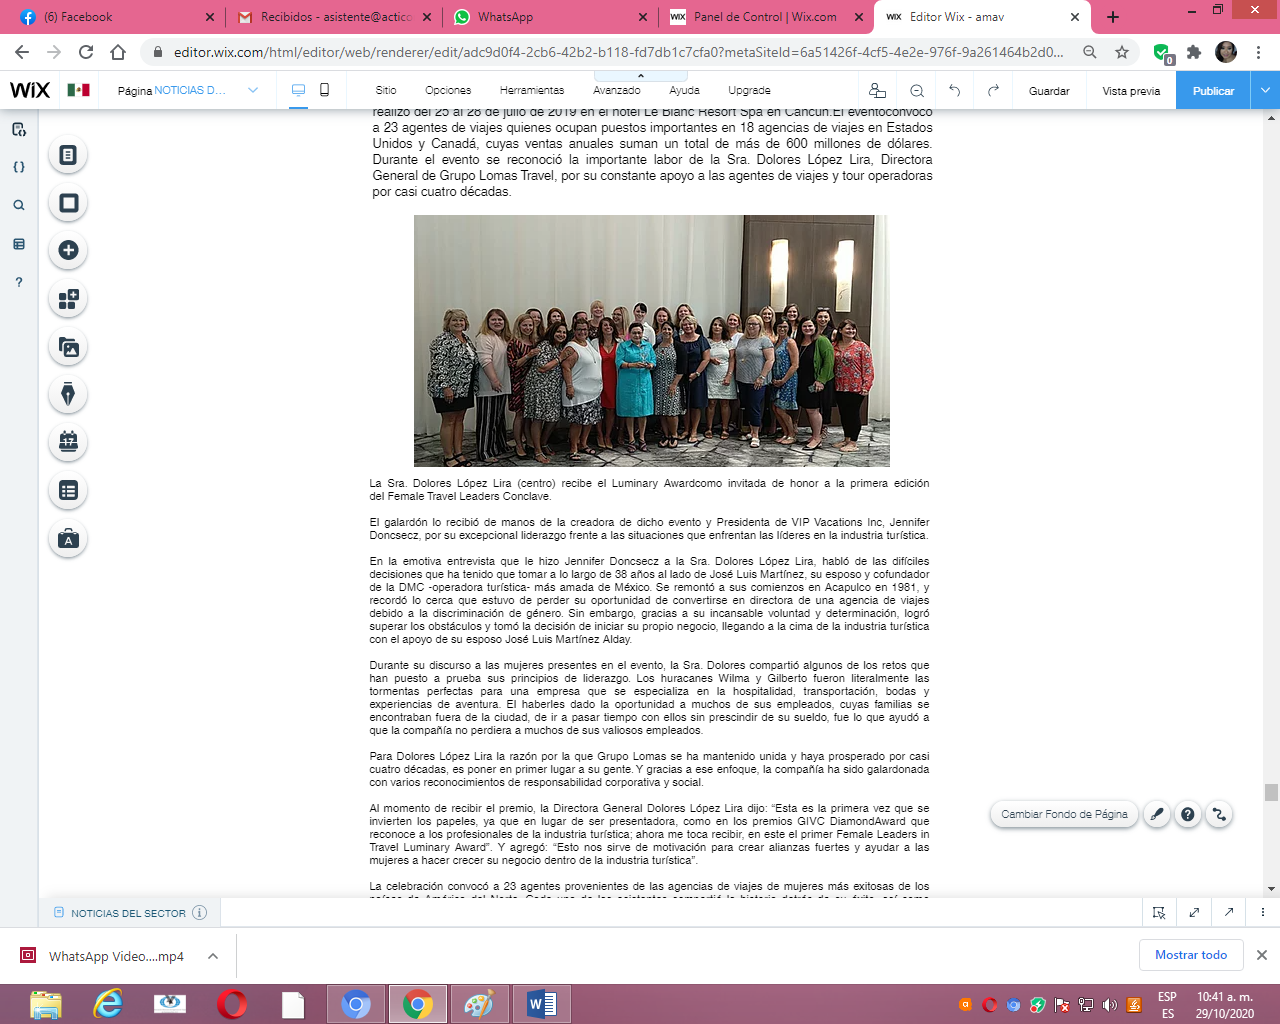 (6) Facebook
Recibidos - asistente@actico
WhatsApp
Panel de Control | Wix.com
Editor Wix - amav
editor.wix.com/html/editor/web/renderer/edit/adc9d0f4-2cb6-42b2-b118-fd7db1c7cfa0?metaSiteId=6a51426f-4cf5-4e2e-976f-9a261464b2d0...
WiX
Página NOTICIAS D...
Sitio
Opciones
Herramientas
Avanzado
Ayuda
Upgrade
Guardar
Vista previa
Publicar
realizó del 25 al 28 de julio de 2019 en el hotel Le Blanc Resort Spa en Cancún.El eventoconvocó
a 23 agentes de viajes quienes ocupan puestos importantes en 18 agencias de viajes en Estados
Unidos y Canadá, cuyas ventas anuales suman un total de más de 600 millones de dólares.
Durante el evento se reconoció la importante labor de la Sra. Dolores López Lira, Directora
General de Grupo Lomas Travel, por su constante apoyo a las agentes de viajes y tour operadoras
por casi cuatro décadas.
La Sra. Dolores López Lira (centro) recibe el Luminary Awardcomo invitada de honor a la primera edición
del Female Travel Leaders Conclave.
El galardón lo recibió de manos de la creadora de dicho evento y Presidenta de VIP Vacations Inc, Jennifer
Doncsecz, por su excepcional liderazgo frente a las situaciones que enfrentan las líderes en la industria turística.
En la emotiva entrevista que le hizo Jennifer Doncsecz a la Sra. Dolores López Lira, habló de las difíciles
decisiones que ha tenido que tomar a lo largo de 38 años al lado de José Luis Martínez, su esposo y cofundador
de la DMC -operadora turística- más amada de México. Se remontó a sus comienzos en Acapulco en 1981, y
recordó lo cerca que estuvo de perder su oportunidad de convertirse en directora de una agencia de viajes
debido a la discriminación de género. Sin embargo, gracias a su incansable voluntad y determinación, logró
superar los obstáculos y tomó la decisión de iniciar su propio negocio, llegando a la cima de la industria turística
con el apoyo de su esposo José Luis Martínez Alday.
Durante su discurso a las mujeres presentes en el evento, la Sra. Dolores compartió algunos de los retos que
han puesto a prueba sus principios de liderazgo. Los huracanes Wilma y Gilberto fueron literalmente las
tormentas perfectas para una empresa que se especializa en la hospitalidad, transportación, bodas y
experiencias de aventura. El haberles dado la oportunidad a muchos de sus empleados, cuyas familias se
encontraban fuera de la ciudad, de ir a pasar tiempo con ellos sin prescindir de su sueldo, fue lo que ayudó a
que la compañía no perdiera a muchos de sus valiosos empleados.
Para Dolores López Lira la razón por la que Grupo Lomas se ha mantenido unida y haya prosperado por casi
cuatro décadas, es poner en primer lugar a su gente. Y gracias a ese enfoque, la compañía ha sido galardonada
con varios reconocimientos de responsabilidad corporativa y social.
Al momento de recibir el premio, la Directora General Dolores López Lira dijo: “Esta es la primera vez que se
invierten los papeles, ya que en lugar de ser presentadora, como en los premios GIVC DiamondAward que
reconoce a los profesionales de la industria turística; ahora me toca recibir, en este el primer Female Leaders in
Travel Luminary Award”. Y agregó: “Esto nos sirve de motivación para crear alianzas fuertes y ayudar a las
mujeres a hacer crecer su negocio dentro de la industria turística”.
La celebración convocó a 23 agentes provenientes de las agencias de viajes de mujeres más exitosas de los
Cambiar Fondo de Página
NOTICIAS DEL SECTOR
WhatsApp Video....mp4
Mostrar todo
ESP
ES
10:41 a. m.
29/10/2020